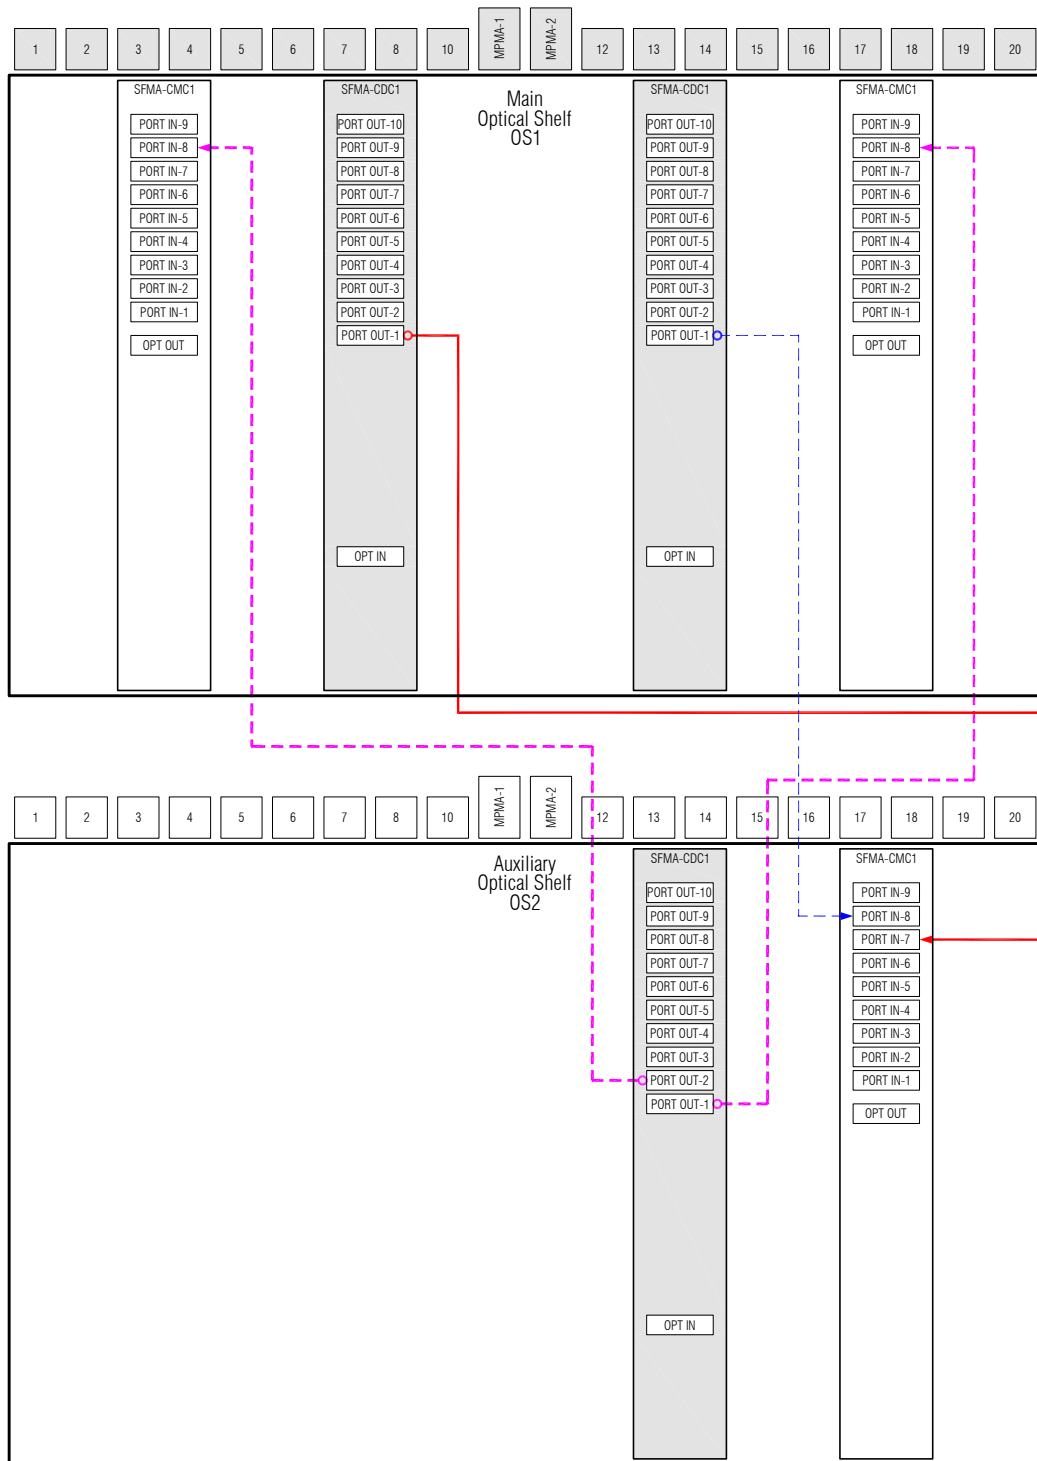 1 2 3 4 5 6 7 8 10 MPMA-1 MPMA-2 12 13 14 15 16 17 18 19 20
Main
Optical Shelf
OS1
SFMA-CMC1
PORT IN-9
PORT IN-8
PORT IN-7
PORT IN-6
PORT IN-5
PORT IN-4
PORT IN-3
PORT IN-2
PORT IN-1
OPT OUT
SFMA-CDC1
PORT OUT-10
PORT OUT-9
PORT OUT-8
PORT OUT-7
PORT OUT-6
PORT OUT-5
PORT OUT-4
PORT OUT-3
PORT OUT-2
PORT OUT-1
OPT IN
SFMA-CDC1
PORT OUT-10
PORT OUT-9
PORT OUT-8
PORT OUT-7
PORT OUT-6
PORT OUT-5
PORT OUT-4
PORT OUT-3
PORT OUT-2
PORT OUT-1
OPT IN
SFMA-CMC1
PORT IN-9
PORT IN-8
PORT IN-7
PORT IN-6
PORT IN-5
PORT IN-4
PORT IN-3
PORT IN-2
PORT IN-1
OPT OUT
1 2 3 4 5 6 7 8 10 MPMA-1 MPMA-2 12 13 14 15 16 17 18 19 20
Auxiliary
Optical Shelf
OS2
SFMA-CDC1
PORT OUT-10
PORT OUT-9
PORT OUT-8
PORT OUT-7
PORT OUT-6
PORT OUT-5
PORT OUT-4
PORT OUT-3
PORT OUT-2
PORT OUT-1
OPT IN
SFMA-CMC1
PORT IN-9
PORT IN-8
PORT IN-7
PORT IN-6
PORT IN-5
PORT IN-4
PORT IN-3
PORT IN-2
PORT IN-1
OPT OUT